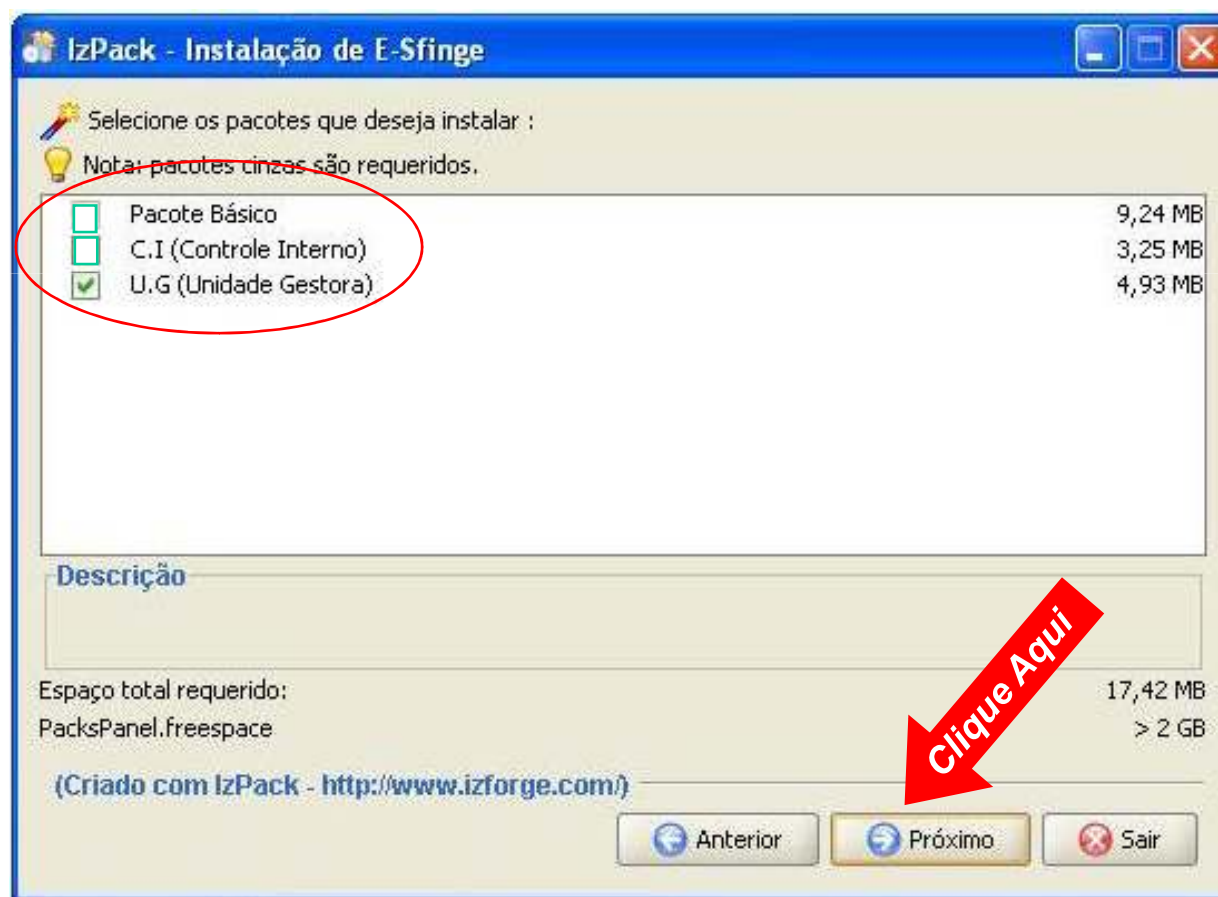 IzPack - Instalação de E-Sfinge
Selecione os pacotes que deseja instalar :
Nota: pacotes cinzas são requeridos.
Pacote Básico 9,24 MB
C.I (Controle Interno) 3,25 MB
U.G (Unidade Gestora) 4,93 MB
Descrição
Clique Aqui
Espaço total requerido: 17,42 MB
PacksPanel.freespace > 2 GB
(Criado com IzPack - http://www.izforge.com/)
Anterior Próximo Sair